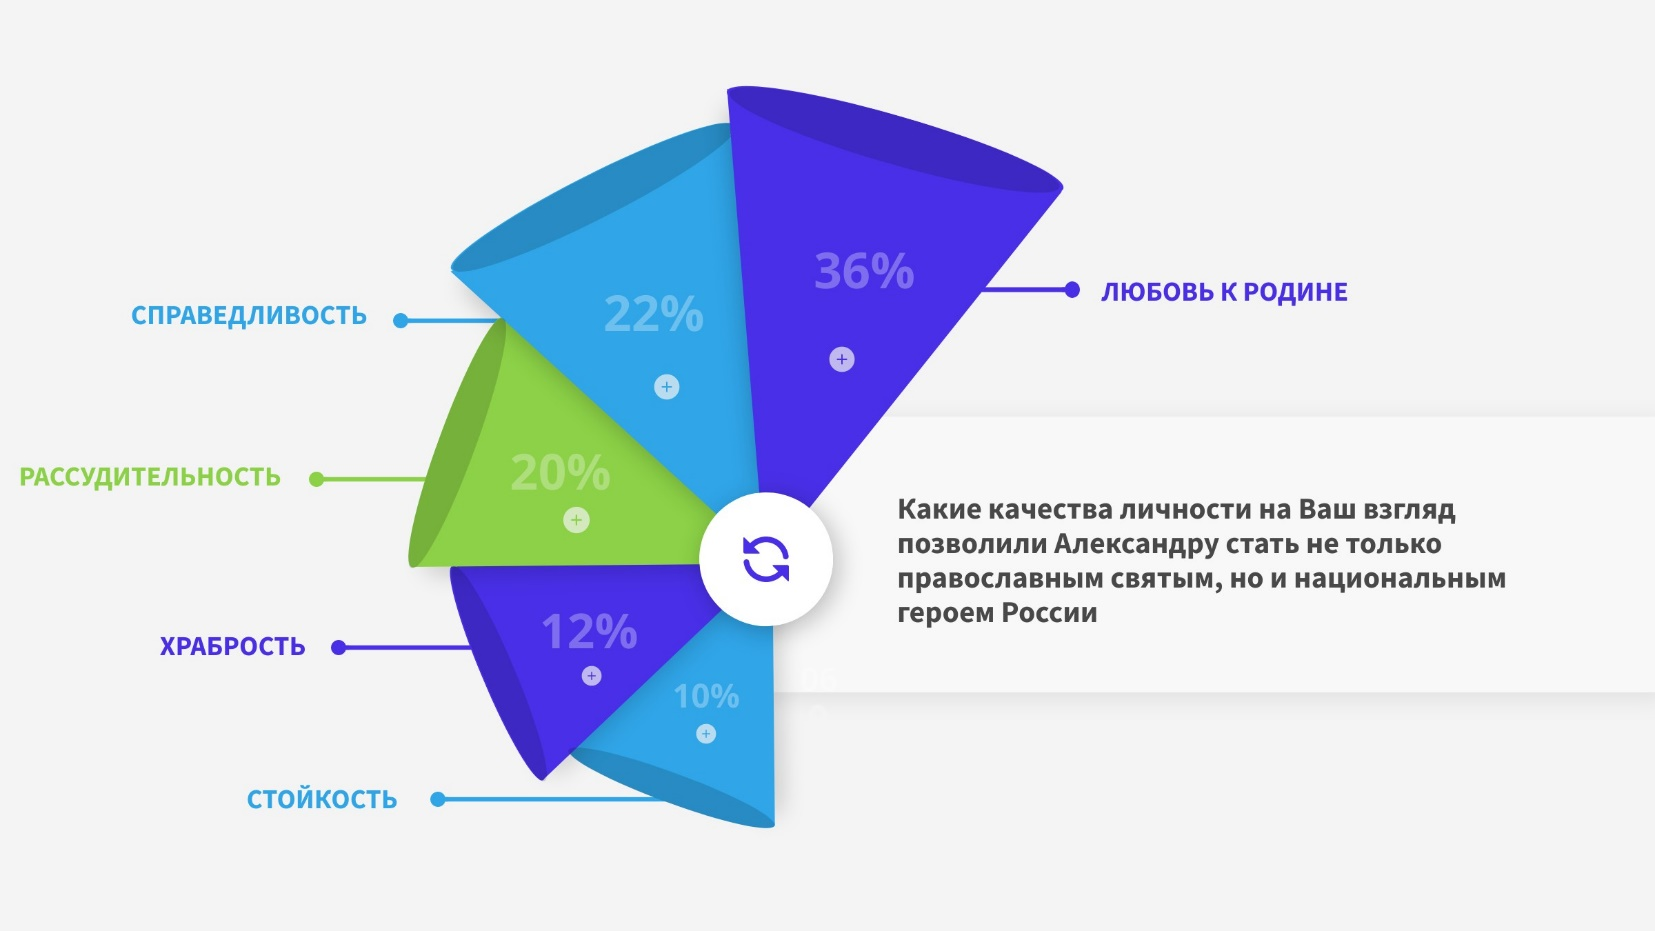 36%
ЛЮБОВЬ К РОДИНЕ
22%
СПРАВЕДЛИВОСТЬ
20%
РАССУДИТЕЛЬНОСТЬ
Какие качества личности на Ваш взгляд
позволили Александру стать не только
православным святым, но и национальным
героем России
12%
ХРАБРОСТЬ
10%
СТОЙКОСТЬ